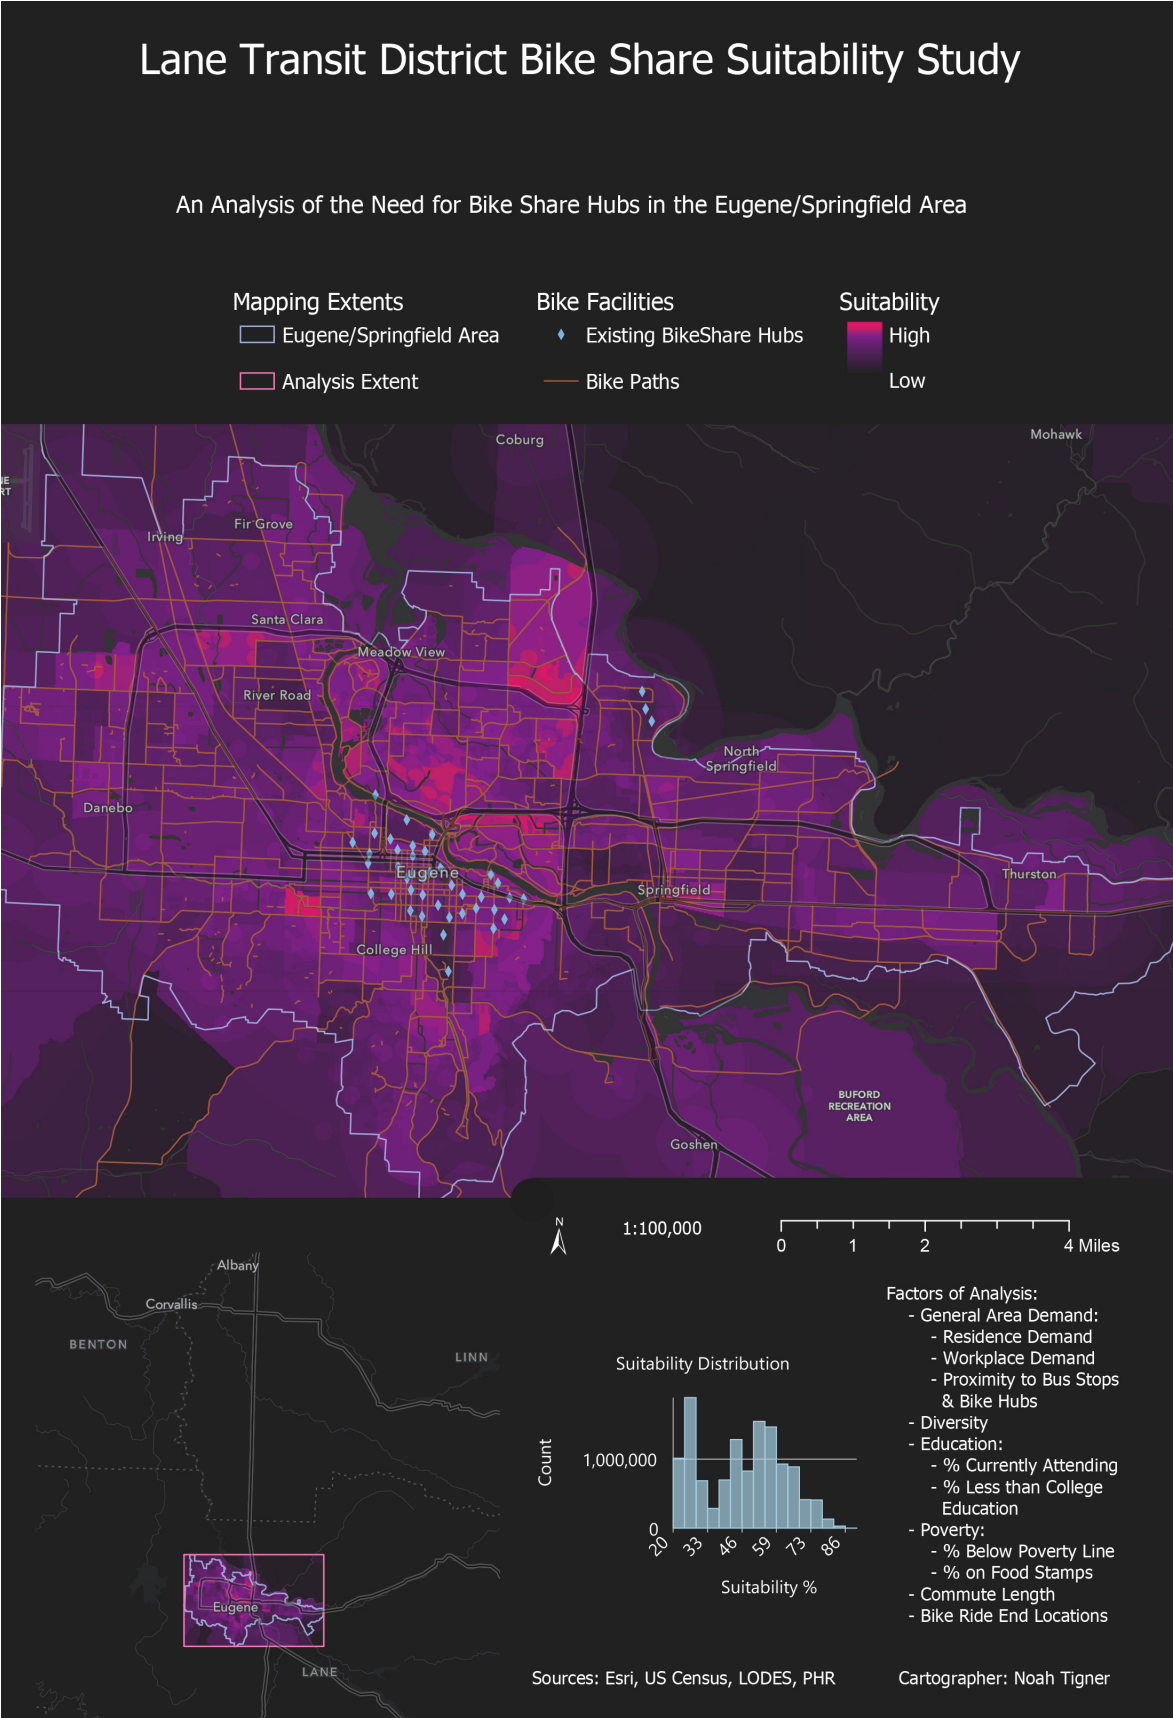 Lane Transit District Bike Share Suitability Study
An Analysis of the Need for Bike Share Hubs in the Eugene/Springfield Area
Mapping Extents
Eugene/Springfield Area
Analysis Extent
Bike Facilities
Existing BikeShare Hubs
Bike Paths
Suitability
High
Low
Coburg
Mohawk
NE
RT
Fir Grove
Irving
Santa Clara
Meadow View
River Road
North
Springfield
Danebo
Eugene
Springfield
Thurston
College Hill
BUFORD
RECREATION
AREA
Goshen
N
1:100,000
0 1 2 4 Miles
Albany
Corvallis
BENTON
LINN
Eugene
LANE
Suitability Distribution
Count
1,000,000
0
20 33 46 59 73 86
Suitability %
Factors of Analysis:
- General Area Demand:
- Residence Demand
- Workplace Demand
- Proximity to Bus Stops
& Bike Hubs
- Diversity
- Education:
- % Currently Attending
- % Less than College
Education
- Poverty:
- % Below Poverty Line
- % on Food Stamps
- Commute Length
- Bike Ride End Locations
Sources: Esri, US Census, LODES, PHR
Cartographer: Noah Tigner